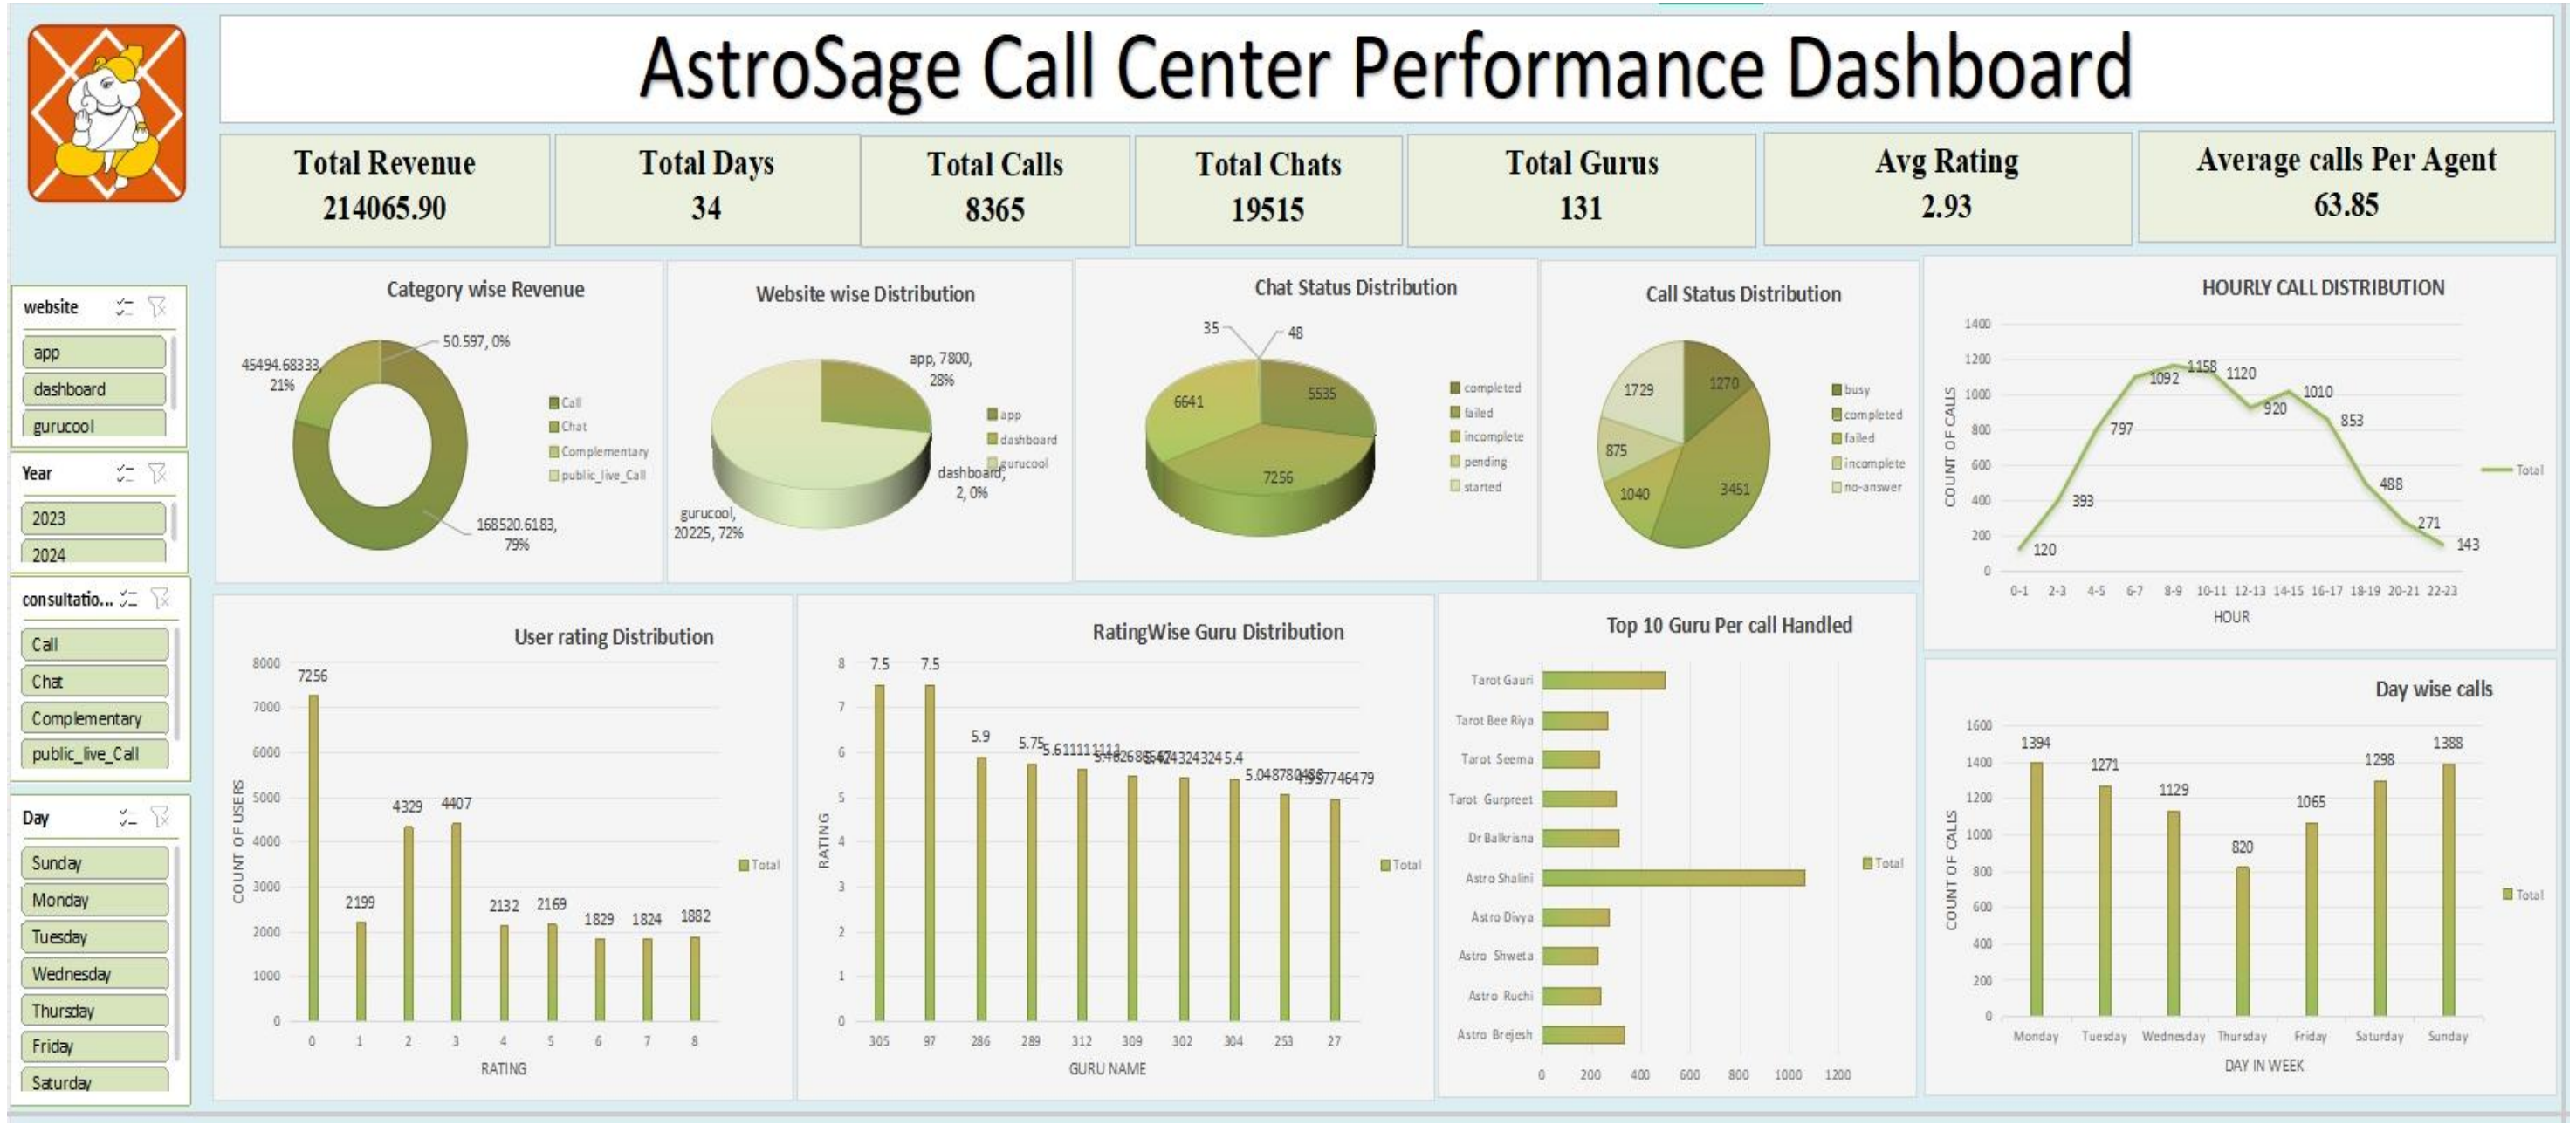 AstroSage Call Center Performance Dashboard
Total Revenue
214065.90
Total Days
34
Total Calls
8365
Total Chats
19515
Total Gurus
131
Avg Rating
2.93
Average calls Per Agent
63.85
website
app
dashboard
gurucool
Year
2023
2024
consultatio...
Call
Chat
Complementary
public_live_Call
Day
Sunday
Monday
Tuesday
Wednesday
Thursday
Friday
Saturday
Category wise Revenue
50.597, 0%
45494.68333,
21%
168520.6183,
79%
Call
Chat
Complementary
public_live_Call
Website wise Distribution
app, 7800,
28%
dashboard,
2, 0%
gurucool,
20225, 72%
app
dashboard
gurucool
Chat Status Distribution
35
48
6641
5535
7256
completed
failed
incomplete
pending
started
Call Status Distribution
1729
1270
875
1040
3451
busy
completed
failed
incomplete
no-answer
HOURLY CALL DISTRIBUTION
COUNT OF CALLS
1400
1200
1000
800
600
400
200
0
120
393
797
1092
1158
1120
920
1010
853
488
271
143
0-1 2-3 4-5 6-7 8-9 10-11 12-13 14-15 16-17 18-19 20-21 22-23
HOUR
Total
User rating Distribution
COUNT OF USERS
8000
7000
6000
5000
4000
3000
2000
1000
0
7256
2199
4329
4407
2132
2169
1829
1824
1882
0 1 2 3 4 5 6 7 8
RATING
Total
RatingWise Guru Distribution
RATING
8
7
6
5
4
3
2
1
0
7.5
7.5
5.9
5.75
5.4
305 97 286 289 312 309 302 304 253 27
GURU NAME
Total
Top 10 Guru Per call Handled
Tarot Gauri
Tarot Bee Riya
Tarot Seema
Tarot Gurpreet
Dr Balkrisna
Astro Shalini
Astro Divya
Astro Shweta
Astro Ruchi
Astro Brejesh
0 200 400 600 800 1000 1200
Total
Day wise calls
COUNT OF CALLS
1600
1400
1200
1000
800
600
400
200
0
1394
1271
1129
820
1065
1298
1388
Monday Tuesday Wednesday Thursday Friday Saturday Sunday
DAY IN WEEK
Total